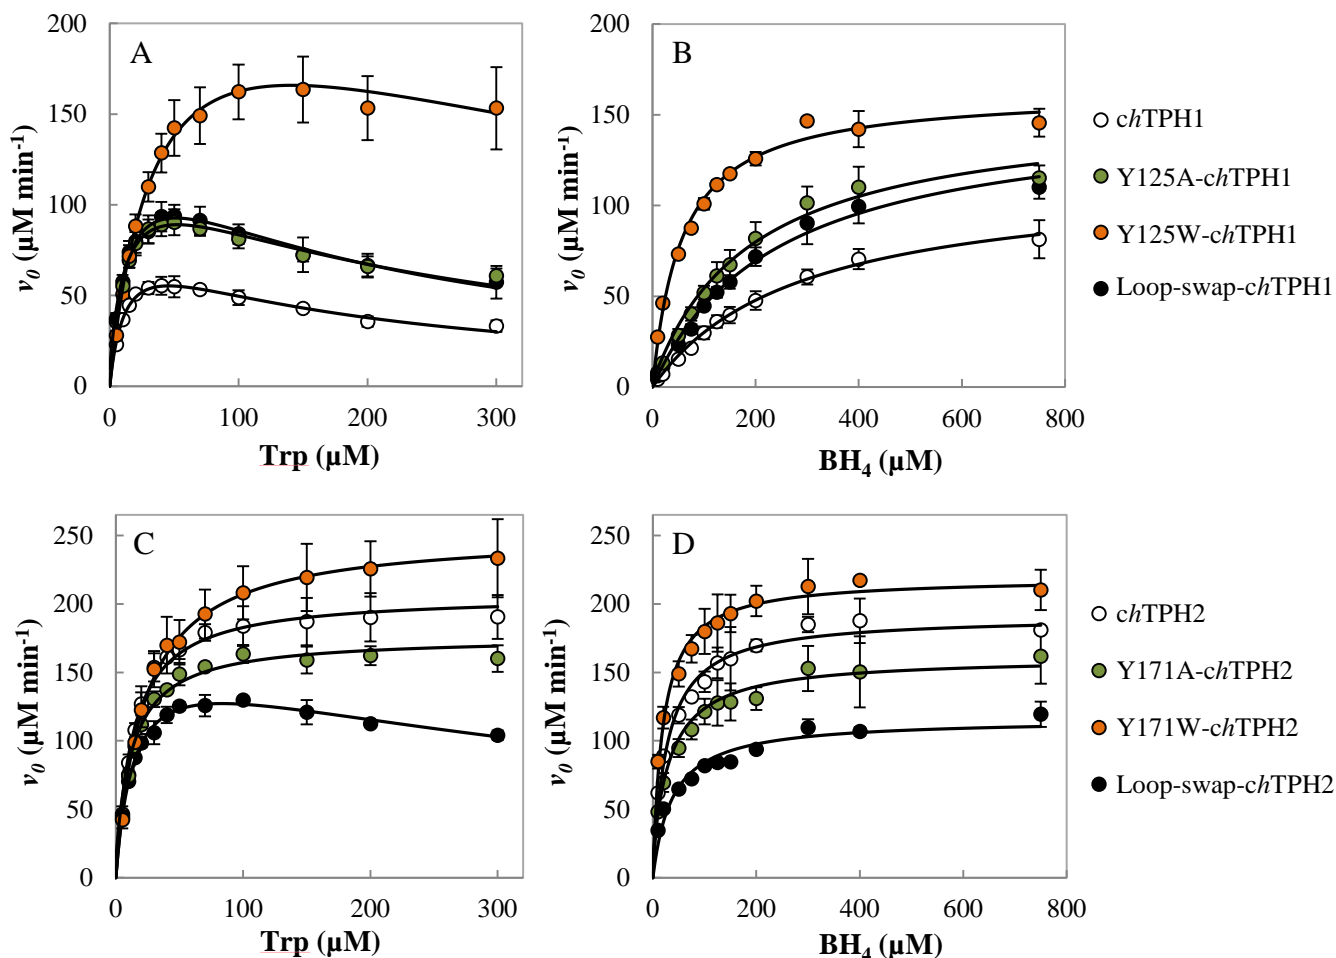 A
200
150
100
50
0
v₀ (µM min⁻¹)
0 100 200 300
Trp (µM)
B
200
150
100
50
0
v₀ (µM min⁻¹)
0 200 400 600 800
BH₄ (µM)
chTPH1
Y125A-chTPH1
Y125W-chTPH1
Loop-swap-chTPH1
C
250
200
150
100
50
0
v₀ (µM min⁻¹)
0 100 200 300
Trp (µM)
D
250
200
150
100
50
0
v₀ (µM min⁻¹)
0 200 400 600 800
BH₄ (µM)
chTPH2
Y171A-chTPH2
Y171W-chTPH2
Loop-swap-chTPH2